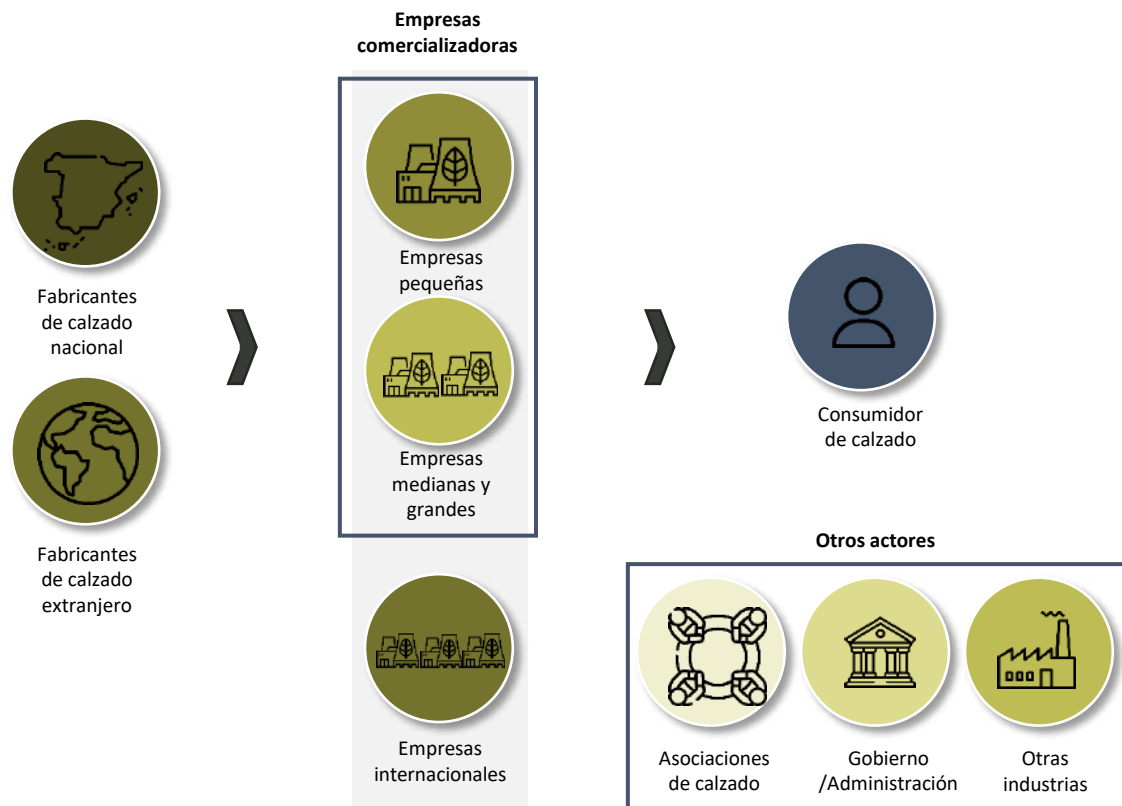 Empresas
comercializadoras
Fabricantes
de calzado
nacional
Fabricantes
de calzado
extranjero
Empresas
pequeñas
Empresas
medianas y
grandes
Empresas
internacionales
Consumidor
de calzado
Otros actores
Asociaciones
de calzado
Gobierno
/Administración
Otras
industrias